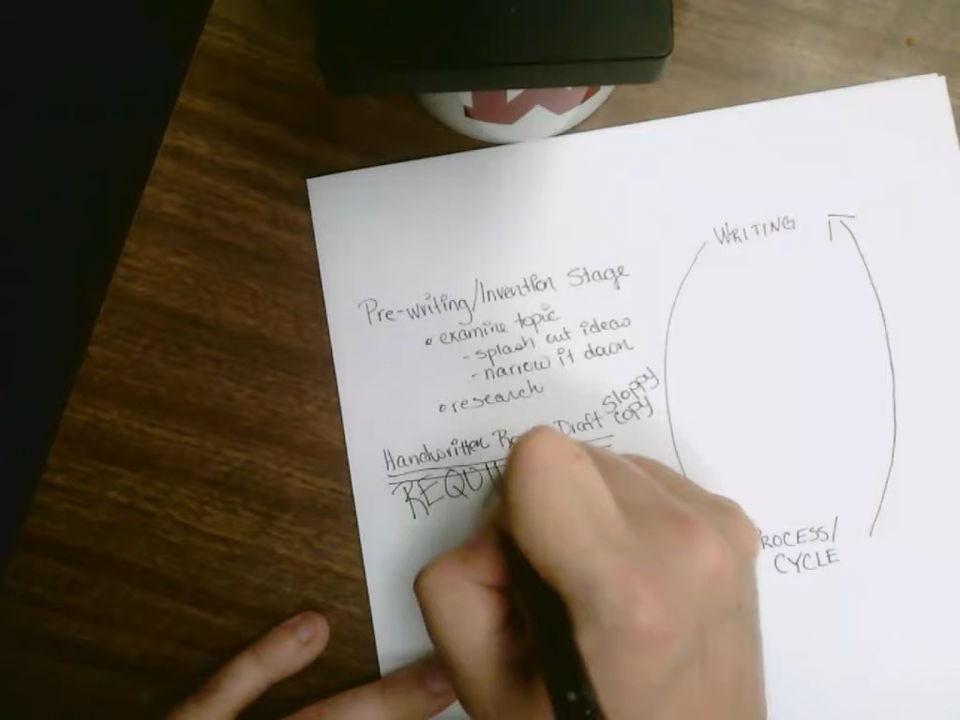 Pre-writing/Invention Stage
• examine topic
- splash out ideas
- narrow it down
• research
Sloppy
Copy
Handwritten Draft
WRITING
CYCLE